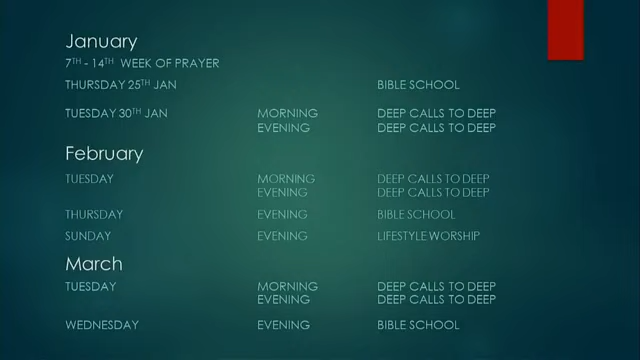 January
7TH - 14TH WEEK OF PRAYER
THURSDAY 25TH JAN BIBLE SCHOOL
TUESDAY 30TH JAN MORNING DEEP CALLS TO DEEP
EVENING DEEP CALLS TO DEEP
February
TUESDAY MORNING DEEP CALLS TO DEEP
EVENING DEEP CALLS TO DEEP
THURSDAY EVENING BIBLE SCHOOL
SUNDAY EVENING LIFESTYLE WORSHIP
March
TUESDAY MORNING DEEP CALLS TO DEEP
EVENING DEEP CALLS TO DEEP
WEDNESDAY EVENING BIBLE SCHOOL